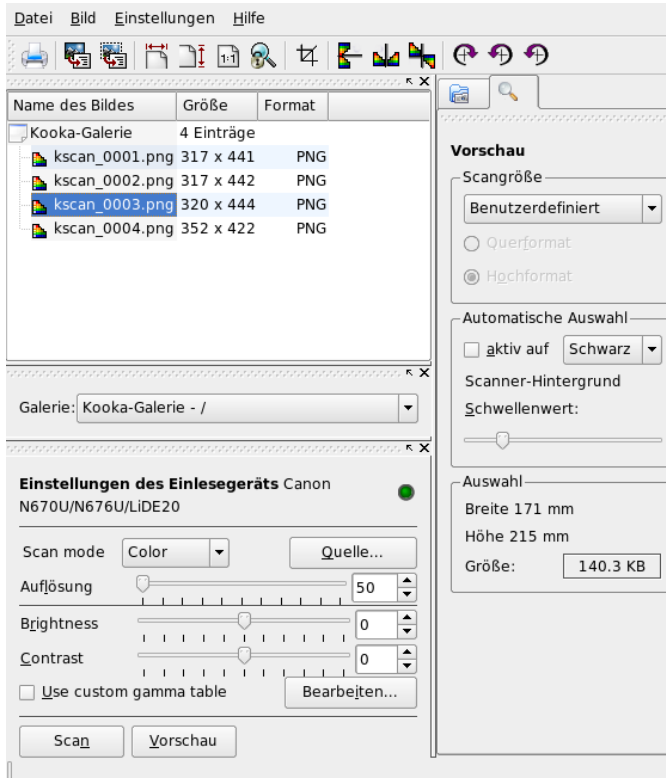 Datei Bild Einstellungen Hilfe
1:1
Name des Bildes Größe Format
Kooka-Galerie 4 Einträge
kscan_0001.png 317 x 441 PNG
kscan_0002.png 317 x 442 PNG
kscan_0003.png 320 x 444 PNG
kscan_0004.png 352 x 422 PNG
Galerie: Kooka-Galerie - /
Einstellungen des Einlesegeräts Canon
N670U/N676U/LiDE20
Scan mode Color Quelle...
Auflösung 50
Brightness 0
Contrast 0
Use custom gamma table Bearbeiten...
Scan Vorschau
Vorschau
Scangröße
Benutzerdefiniert
Querformat
Hochformat
Automatische Auswahl
aktiv auf Schwarz
Scanner-Hintergrund
Schwellenwert:
Auswahl
Breite 171 mm
Höhe 215 mm
Größe: 140.3 KB